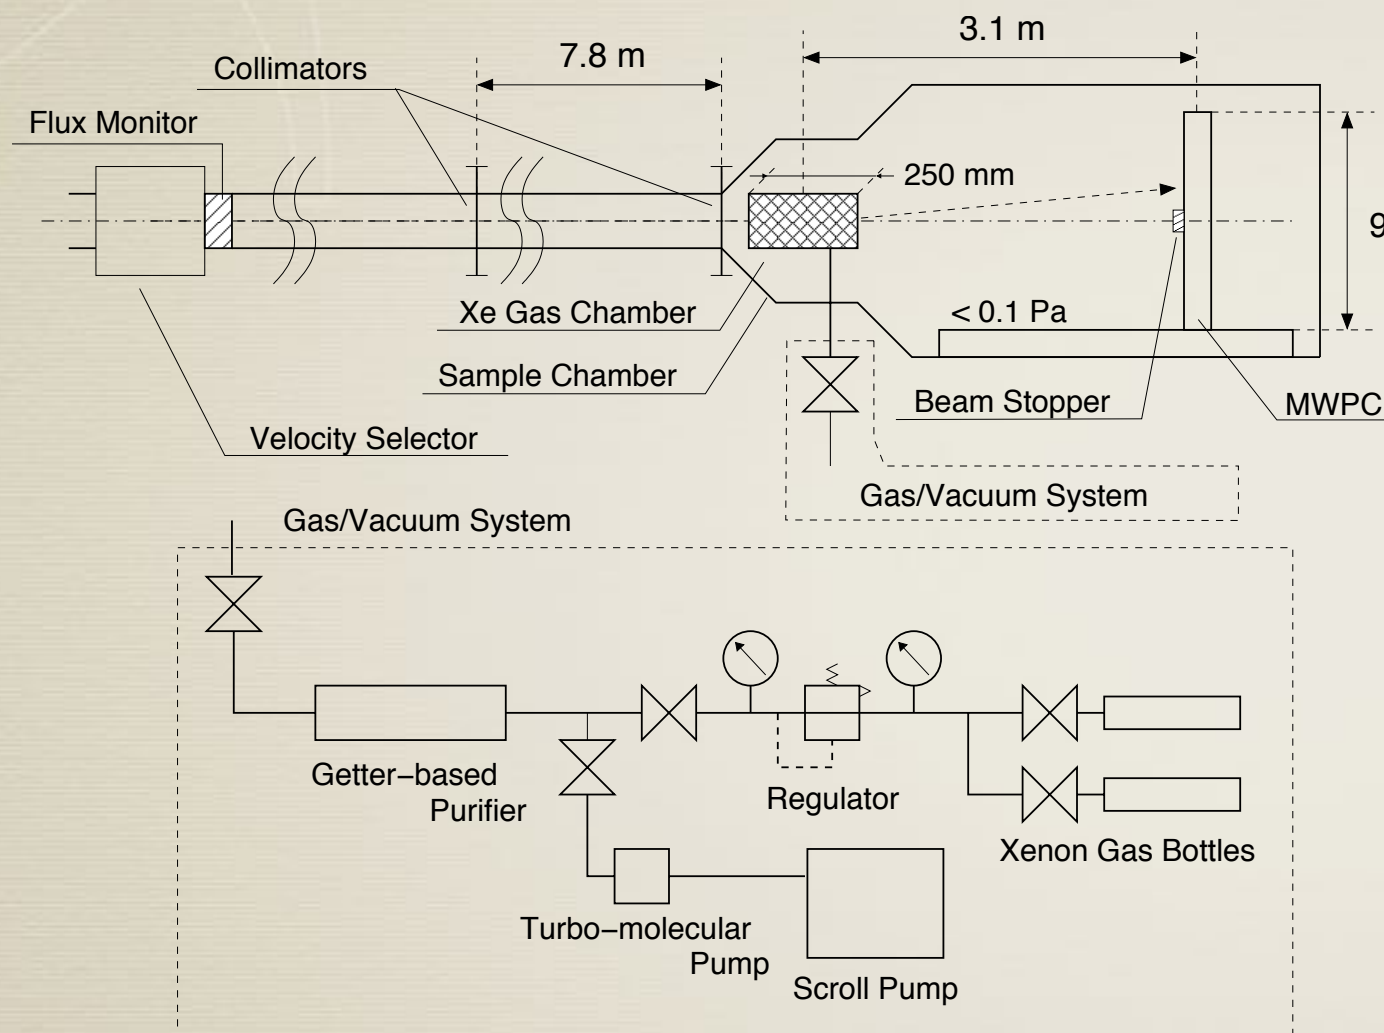 3.1 m
7.8 m
Collimators
Flux Monitor
250 mm
9
Xe Gas Chamber
< 0.1 Pa
Sample Chamber
Beam Stopper
MWPC
Velocity Selector
Gas/Vacuum System
Gas/Vacuum System
Getter−based
Purifier
Regulator
Xenon Gas Bottles
Turbo−molecular
Pump
Scroll Pump